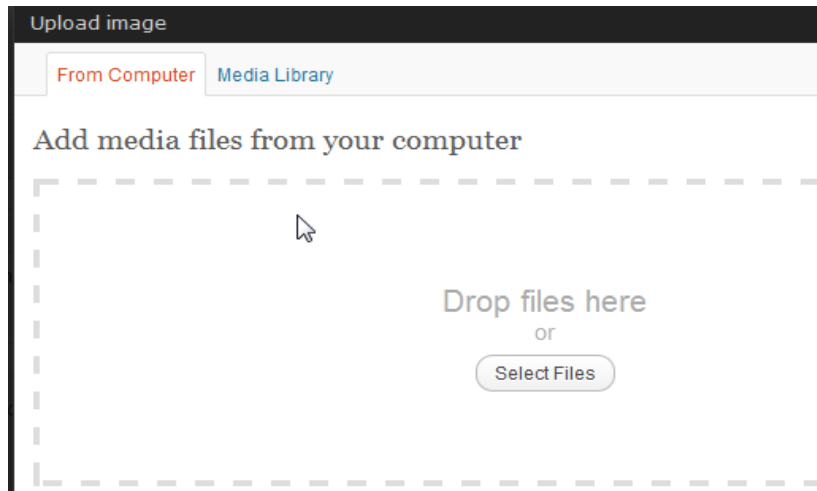 Upload image
From Computer Media Library
Add media files from your computer
Drop files here
or
Select Files